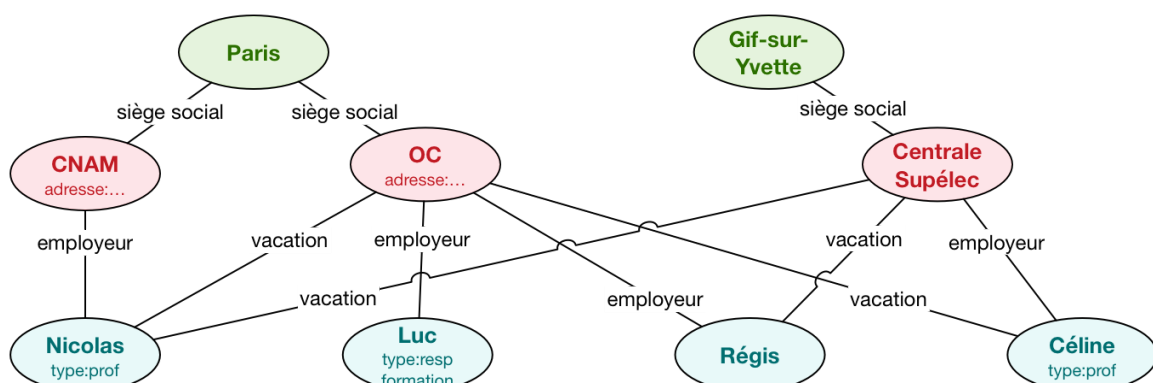 Paris
Gif-sur-
Yvette
siège social
siège social
siège social
CNAM
adresse:...
OC
adresse:...
Centrale
Supélec
employeur
vacation
employeur
vacation
employeur
vacation
employeur
vacation
Nicolas
type:prof
Luc
type:resp
formation
Régis
Céline
type:prof